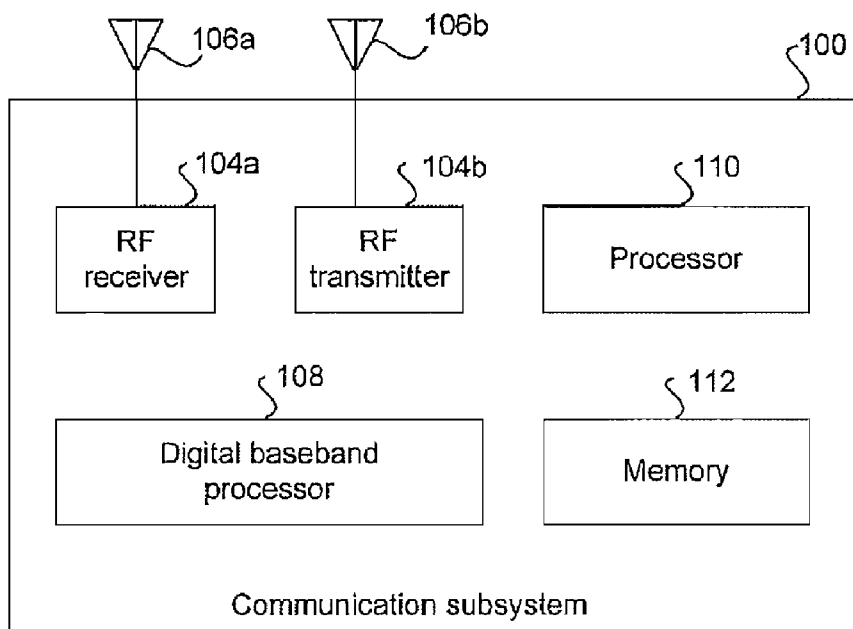 106a
106b
100
104a
104b
110
RF
receiver
RF
transmitter
Processor
108
112
Digital baseband
processor
Memory
Communication subsystem